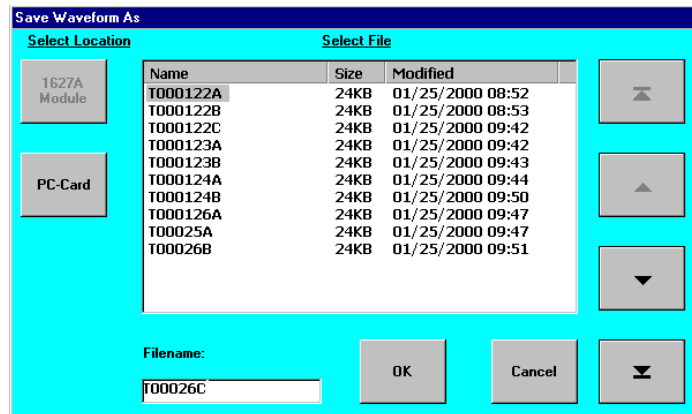 Save Waveform As
Select Location Select File
1627A
Module
PC-Card
Name Size Modified
T000122A 24KB 01/25/2000 08:52
T000122B 24KB 01/25/2000 08:53
T000122C 24KB 01/25/2000 09:42
T000123A 24KB 01/25/2000 09:42
T000123B 24KB 01/25/2000 09:43
T000124A 24KB 01/25/2000 09:44
T000124B 24KB 01/25/2000 09:50
T000126A 24KB 01/25/2000 09:47
T00025A 24KB 01/25/2000 09:47
T00026B 24KB 01/25/2000 09:51
Filename:
T00026C
OK
Cancel